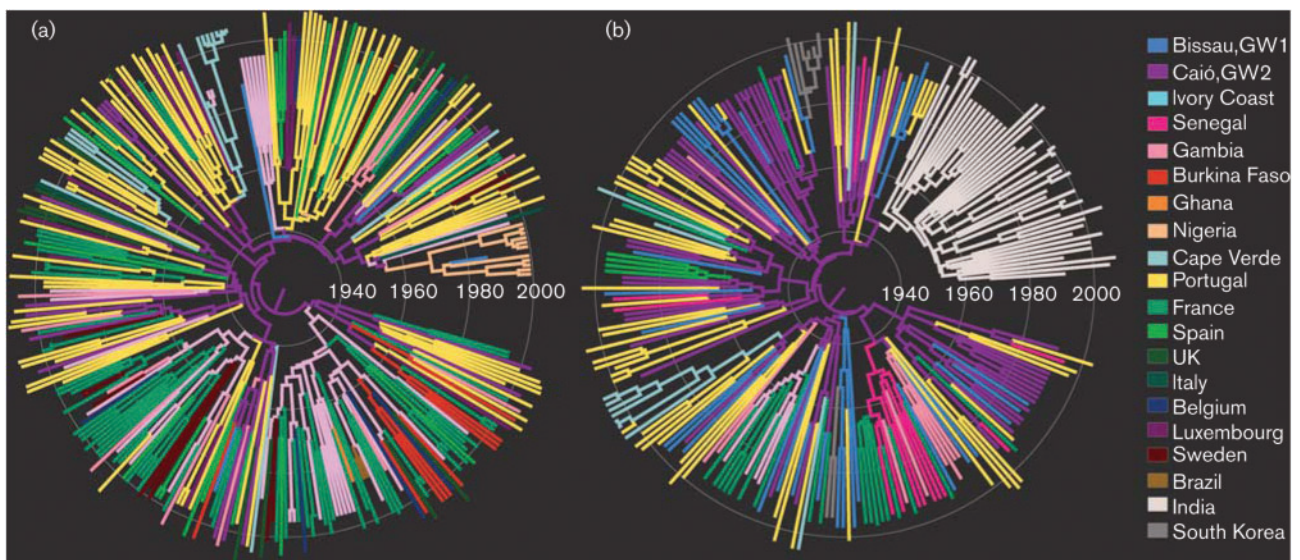 (a)
(b)
1940 1960 1980 2000
1940 1960 1980 2000
Bissau,GW1
Caió,GW2
Ivory Coast
Senegal
Gambia
Burkina Faso
Ghana
Nigeria
Cape Verde
Portugal
France
Spain
UK
Italy
Belgium
Luxembourg
Sweden
Brazil
India
South Korea